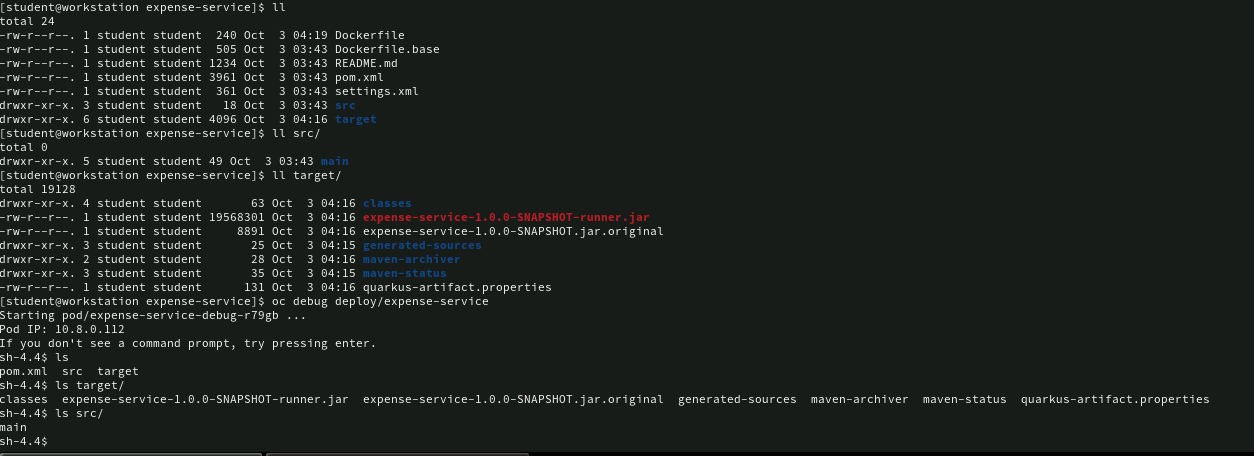 [student@workstation expense-service]$ ll
total 24
-rw-r--r--. 1 student student  240 Oct  3 04:19 Dockerfile
-rw-r--r--. 1 student student  505 Oct  3 03:43 Dockerfile.base
-rw-r--r--. 1 student student 1234 Oct  3 03:43 README.md
-rw-r--r--. 1 student student 3961 Oct  3 03:43 pom.xml
-rw-r--r--. 1 student student  361 Oct  3 03:43 settings.xml
drwxr-xr-x. 3 student student   18 Oct  3 03:43 src
drwxr-xr-x. 6 student student 4096 Oct  3 04:16 target
[student@workstation expense-service]$ ll src/
total 0
drwxr-xr-x. 5 student student 49 Oct  3 03:43 main
[student@workstation expense-service]$ ll target/
total 19128
drwxr-xr-x. 4 student student       63 Oct  3 04:16 classes
-rw-r--r--. 1 student student 19568301 Oct  3 04:16 expense-service-1.0.0-SNAPSHOT-runner.jar
-rw-r--r--. 1 student student     8891 Oct  3 04:16 expense-service-1.0.0-SNAPSHOT.jar.original
drwxr-xr-x. 3 student student       25 Oct  3 04:15 generated-sources
drwxr-xr-x. 2 student student       28 Oct  3 04:16 maven-archiver
drwxr-xr-x. 3 student student       35 Oct  3 04:15 maven-status
-rw-r--r--. 1 student student      131 Oct  3 04:16 quarkus-artifact.properties
[student@workstation expense-service]$ oc debug deploy/expense-service
Starting pod/expense-service-debug-r79gb ...
Pod IP: 10.8.0.112
If you don't see a command prompt, try pressing enter.
sh-4.4$ ls
pom.xml  src  target
sh-4.4$ ls target/
classes  expense-service-1.0.0-SNAPSHOT-runner.jar  expense-service-1.0.0-SNAPSHOT.jar.original  generated-sources  maven-archiver  maven-status  quarkus-artifact.properties
sh-4.4$ ls src/
main
sh-4.4$